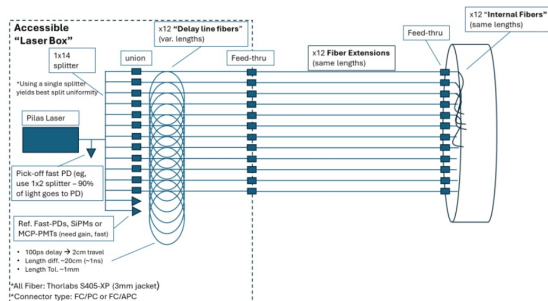 Accessible
“Laser Box”
1x14
splitter
*Using a single splitter
yields best split uniformity
union
x12 “Delay line fibers”
(var. lengths)
Feed-thru
x12 Fiber Extensions
(same lengths)
Feed-thru
x12 “Internal Fibers”
(same lengths)
Pilas Laser
Pick-off fast PD (eg,
use 1x2 splitter – 90%
of light goes to PD)
Ref. Fast-PDs, SiPMs or
MCP-PMTs (need gain, fast)
• 100ps delay → 2cm travel
• Length diff. ~20cm (~1ns)
• Length Tol. ~1mm
*All Fiber: Thorlabs S405-XP (3mm jacket)
*Connector type: FC/PC or FC/APC